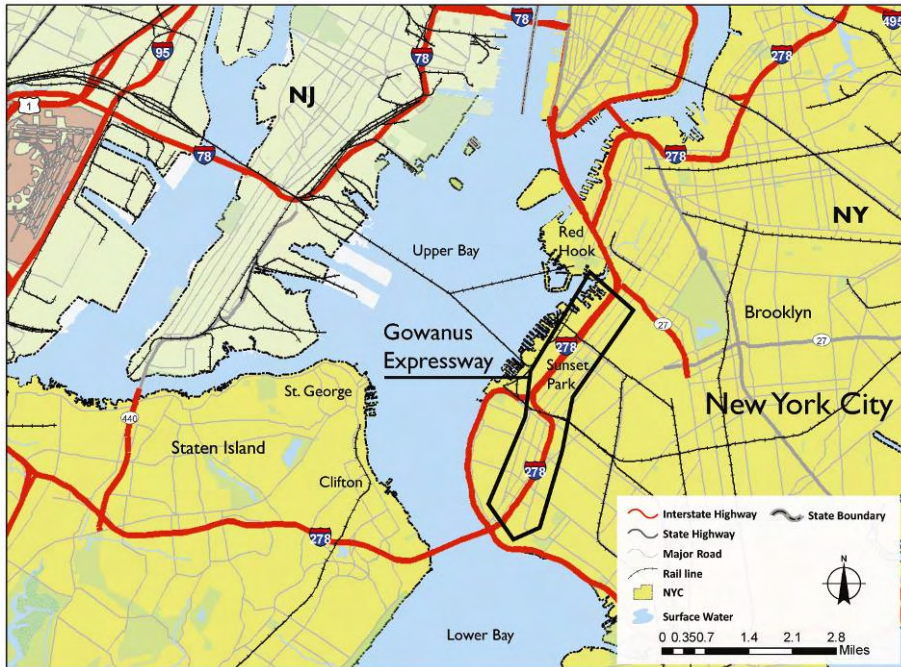 78
495
95
278
78
1
NJ
78
278
NY
Red
Hook
Upper Bay
Brooklyn
27
27
Gowanus
Expressway
278
Sunset
Park
St. George
New York City
440
Staten Island
278
Clifton
278
Lower Bay
Interstate Highway
State Boundary
State Highway
Major Road
Rail line
NYC
Surface Water
N
0 0.35 0.7 1.4 2.1 2.8
Miles